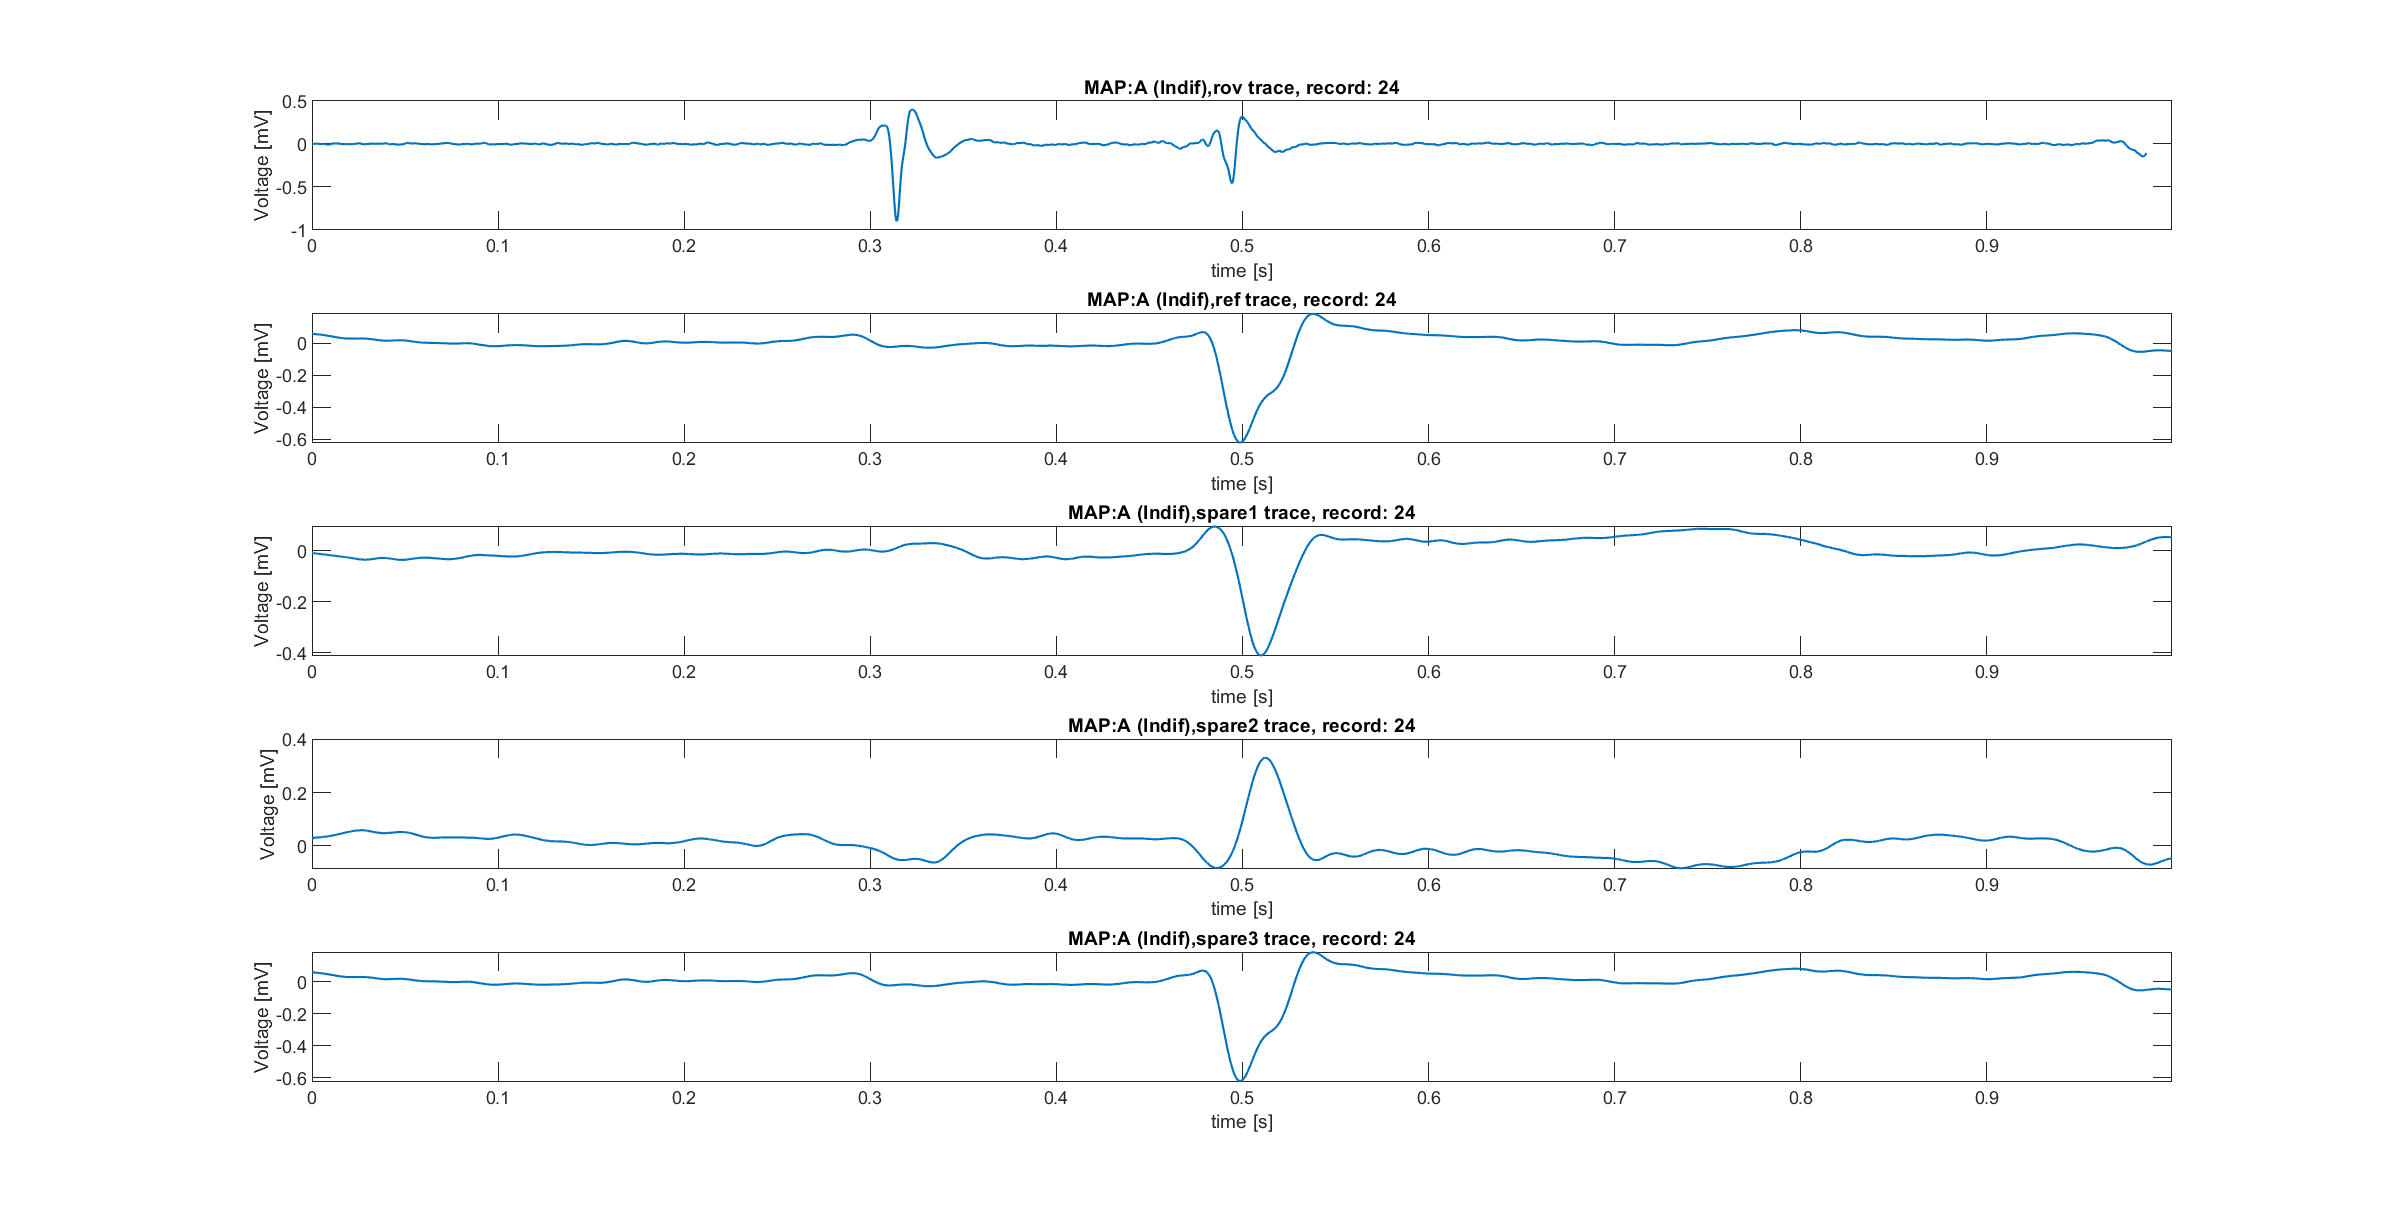 MAP:A (Indif),rov trace, record: 24
Voltage [mV]
0.5
0
-0.5
-1
0 0.1 0.2 0.3 0.4 0.5 0.6 0.7 0.8 0.9
time [s]
MAP:A (Indif),ref trace, record: 24
Voltage [mV]
0
-0.2
-0.4
-0.6
0 0.1 0.2 0.3 0.4 0.5 0.6 0.7 0.8 0.9
time [s]
MAP:A (Indif),spare1 trace, record: 24
Voltage [mV]
0
-0.2
-0.4
0 0.1 0.2 0.3 0.4 0.5 0.6 0.7 0.8 0.9
time [s]
MAP:A (Indif),spare2 trace, record: 24
Voltage [mV]
0.4
0.2
0
0 0.1 0.2 0.3 0.4 0.5 0.6 0.7 0.8 0.9
time [s]
MAP:A (Indif),spare3 trace, record: 24
Voltage [mV]
0
-0.2
-0.4
-0.6
0 0.1 0.2 0.3 0.4 0.5 0.6 0.7 0.8 0.9
time [s]